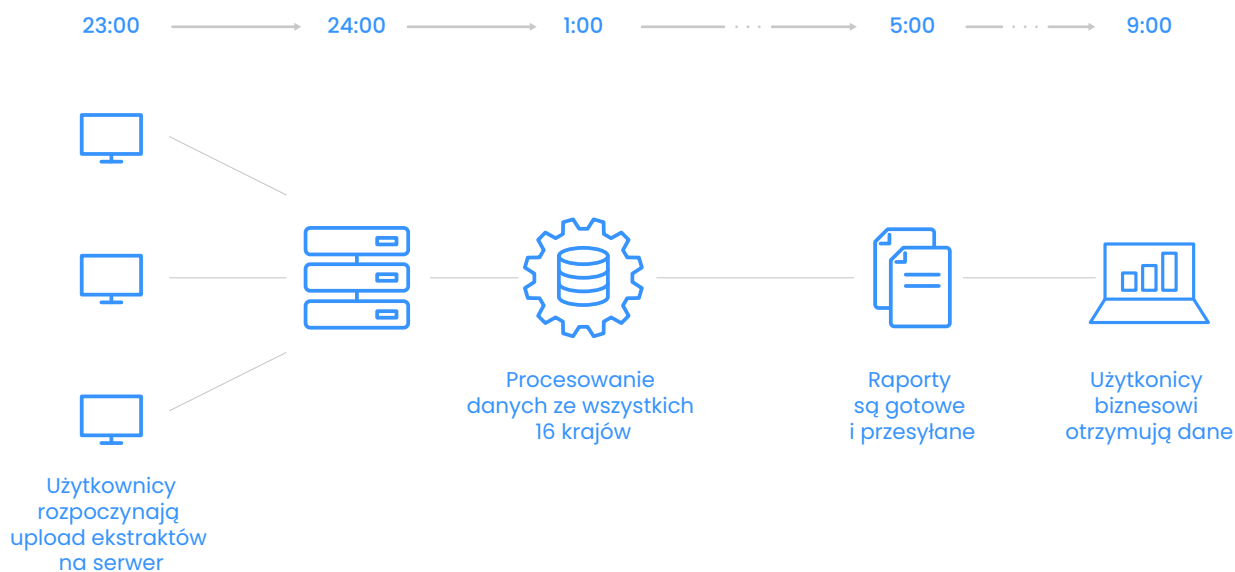 23:00
24:00
1:00
5:00
9:00
Procesowanie
danych ze wszystkich
16 krajów
Raporty
są gotowe
i przesyłane
Użytkonicy
biznesowi
otrzymują dane
Użytkownicy
rozpoczynają
upload ekstraktów
na serwer